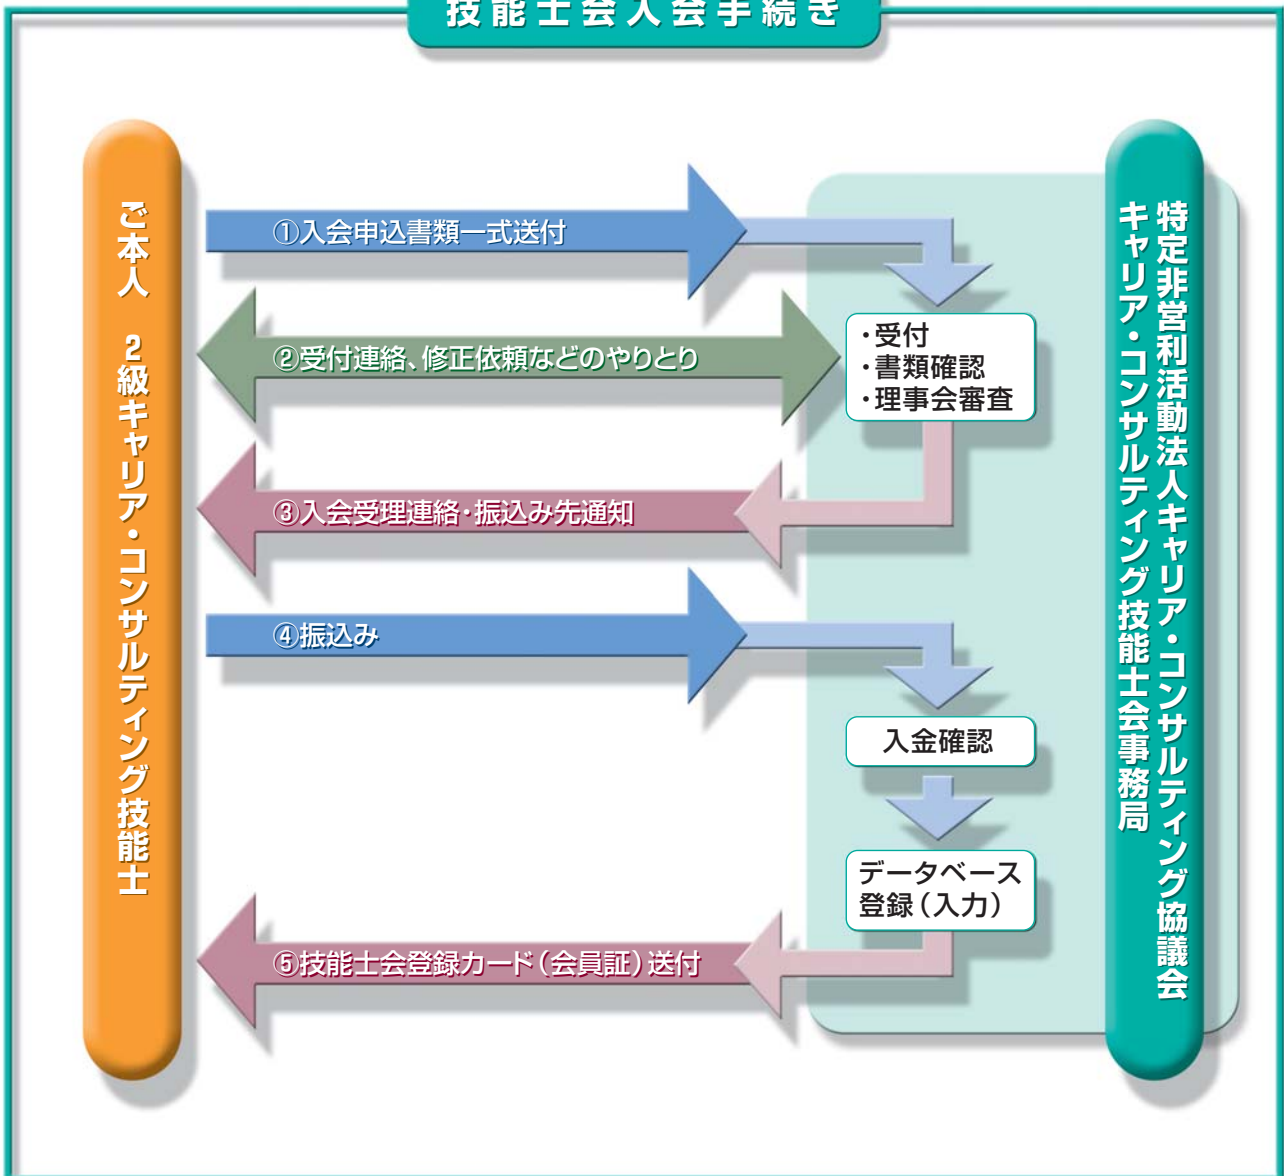 技能士会入会手続き
ご本人 2級キャリア・コンサルティング技能士
特定非営利活動法人キャリア・コンサルティング協議会
キャリア・コンサルティング技能士会事務局
①入会申込書類一式送付
②受付連絡、修正依頼などのやりとり
・受付
・書類確認
・理事会審査
③入会受理連絡・振込み先通知
④振込み
入金確認
データベース
登録（入力）
⑤技能士会登録カード（会員証）送付